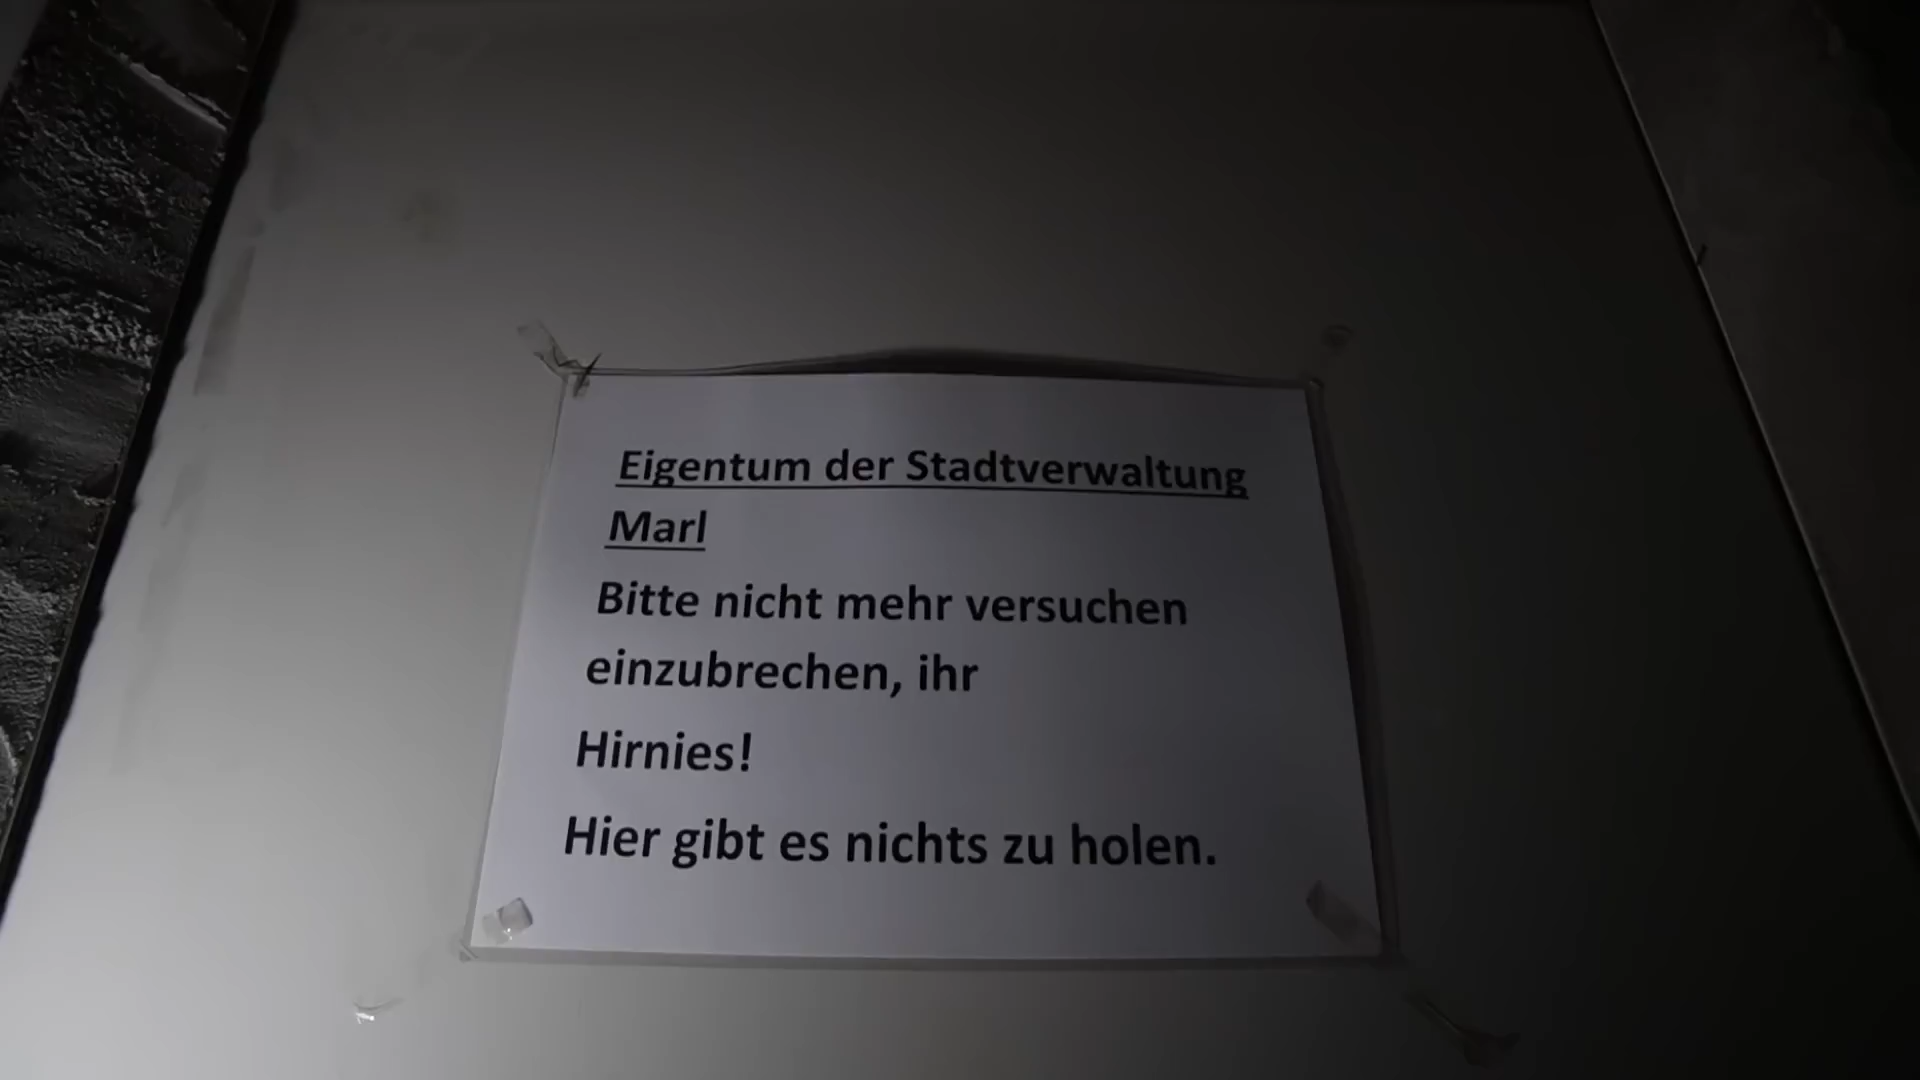 Eigentum der Stadtverwaltung
Marl
Bitte nicht mehr versuchen
einzubrechen, ihr
Hirnies!
Hier gibt es nichts zu holen.